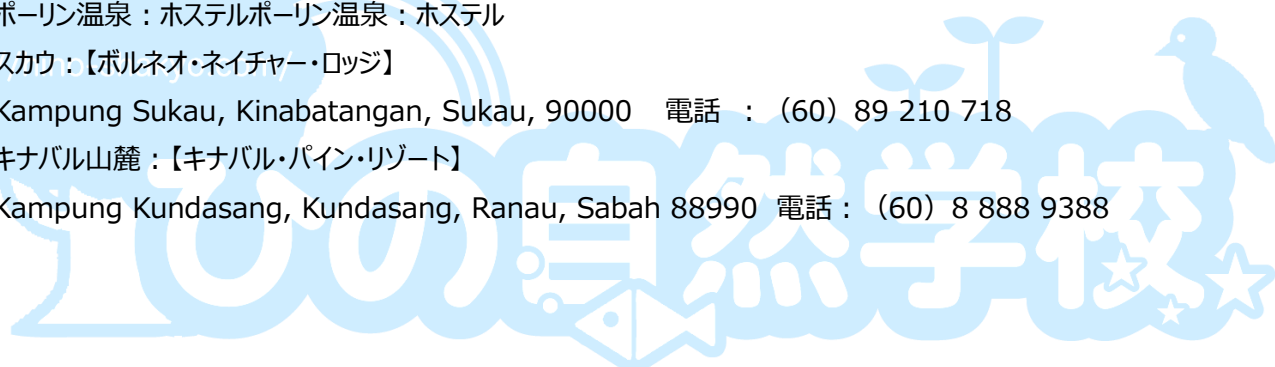 ポーリン温泉：ホステルポーリン温泉：ホステル
スカウ：【ボルネオ・ネイチャー・ロッジ】
Kampung Sukau, Kinabatangan, Sukau, 90000　電話 ：（60）89 210 718
キナバル山麓：【キナバル・パイン・リゾート】
Kampung Kundasang, Kundasang, Ranau, Sabah 88990 電話：（60）8 888 9388
ひの自然学校